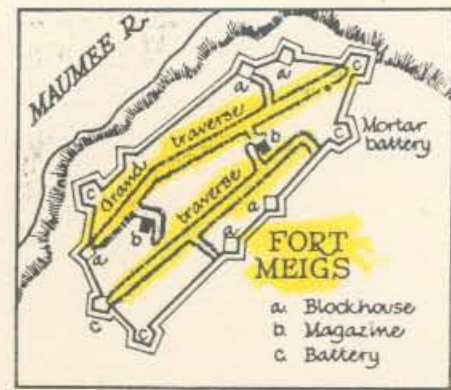 MAUMEE R.
a
a
c
Grand traverse
c
Mortar battery
b
c
traverse
a
b
a
a
c
c
FORT
MEIGS
a. Blockhouse
b. Magazine
c. Battery